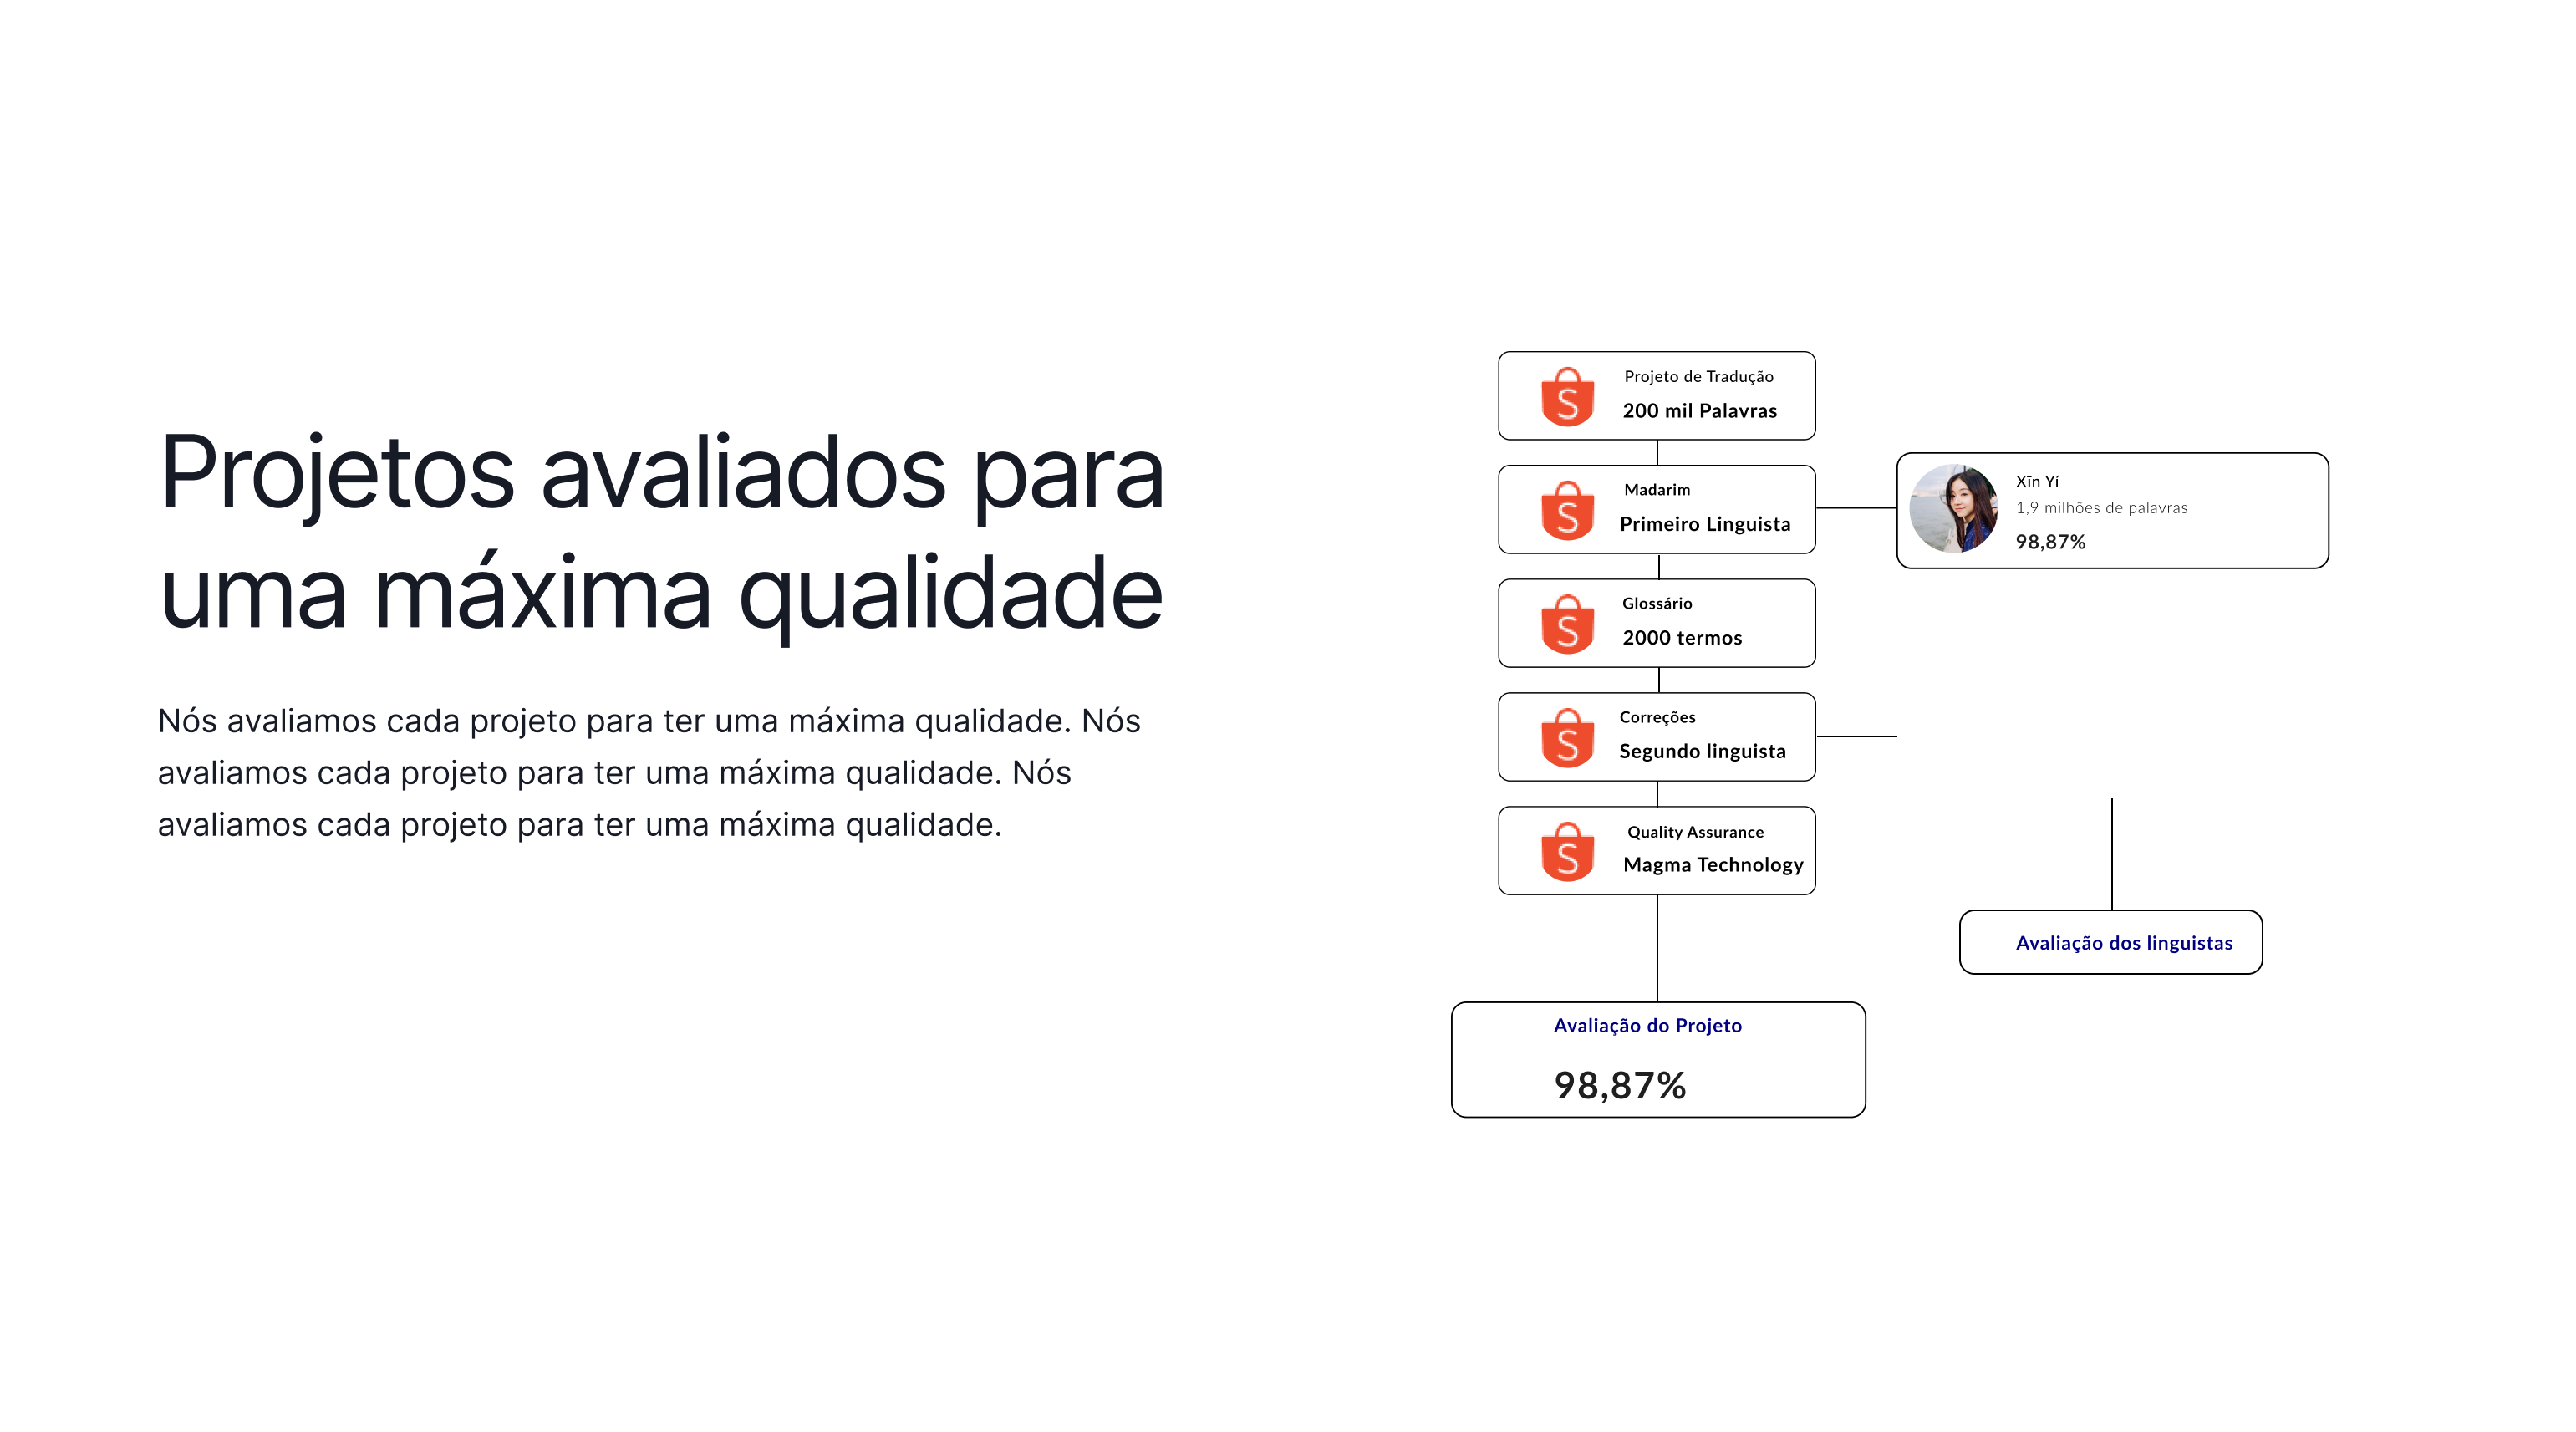 Projetos avaliados para
uma máxima qualidade
Nós avaliamos cada projeto para ter uma máxima qualidade. Nós
avaliamos cada projeto para ter uma máxima qualidade. Nós
avaliamos cada projeto para ter uma máxima qualidade.
S
Projeto de Tradução
200 mil Palavras
S
Madarim
Primeiro Linguista
Xīn Yí
1,9 milhões de palavras
98,87%
S
Glossário
2000 termos
S
Correções
Segundo linguista
S
Quality Assurance
Magma Technology
Avaliação dos linguistas
Avaliação do Projeto
98,87%